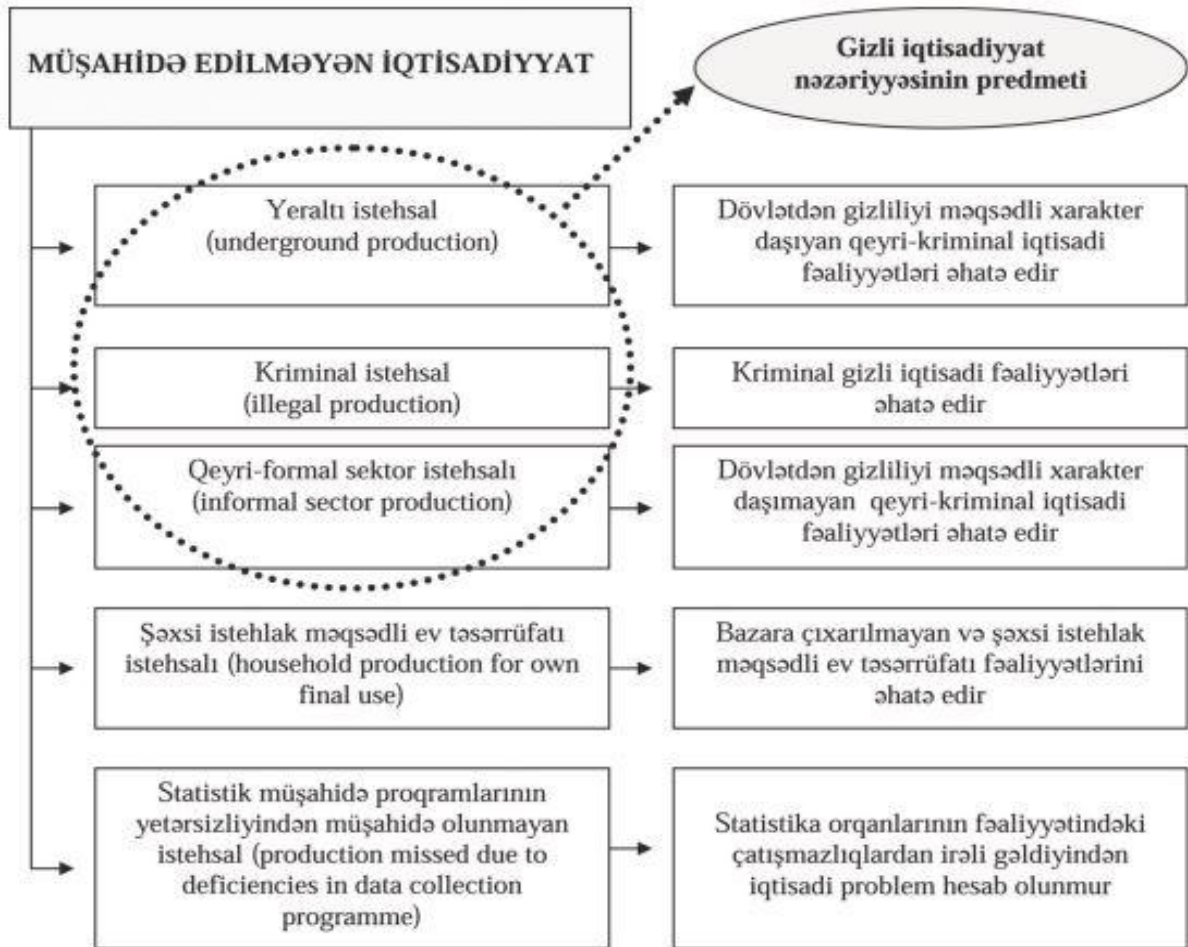 MÜŞAHİDƏ EDİLMƏYƏN İQTİSADİYYAT
Gizli iqtisadiyyat
nəzəriyyəsinin predmeti
Yeraltı istehsal
(underground production)
Dövlətdən gizliliyi məqsədli xarakter
daşıyan qeyri-kriminal iqtisadi
fəaliyyətləri əhatə edir
Kriminal istehsal
(illegal production)
Kriminal gizli iqtisadi fəaliyyətləri
əhatə edir
Qeyri-formal sektor istehsalı
(informal sector production)
Dövlətdən gizliliyi məqsədli xarakter
daşımayan qeyri-kriminal iqtisadi
fəaliyyətləri əhatə edir
Şəxsi istehlak məqsədli ev təsərrüfatı
istehsalı (household production for own
final use)
Bazara çıxarılmayan və şəxsi istehlak
məqsədli ev təsərrüfatı fəaliyyətlərini
əhatə edir
Statistik müşahidə proqramlarının
yetərsizliyindən müşahidə olunmayan
istehsal (production missed due to
deficiencies in data collection
programme)
Statistika orqanlarının fəaliyyətindəki
çatışmazlıqlardan irəli gəldiyindən
iqtisadi problem hesab olunmur